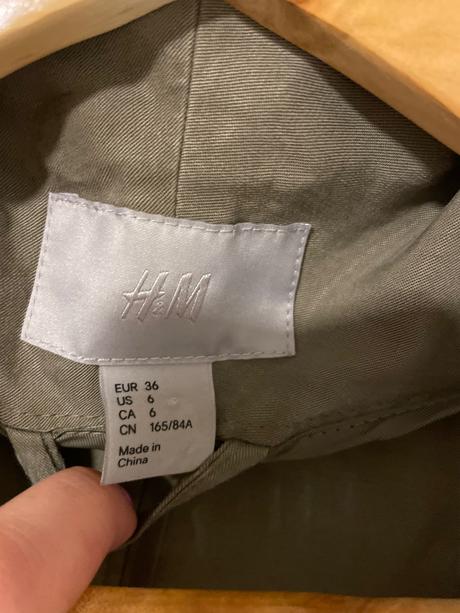 H&M
EUR 36
US 6
CA 6
CN 165/84A
Made in
China